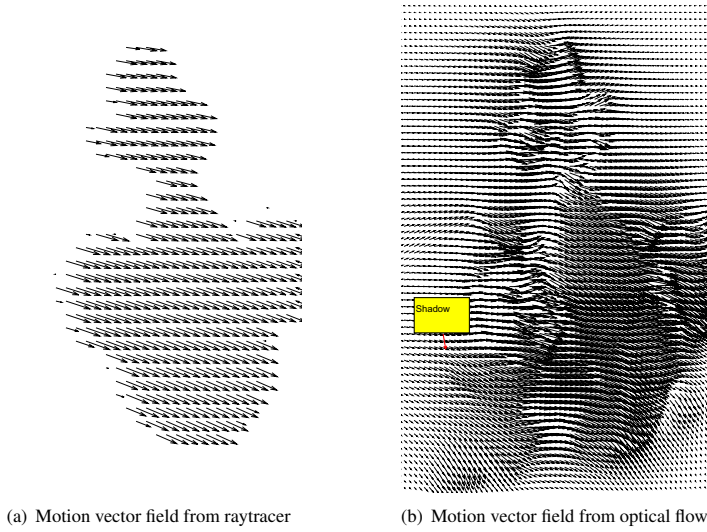 Shadow
(a) Motion vector field from raytracer
(b) Motion vector field from optical flow